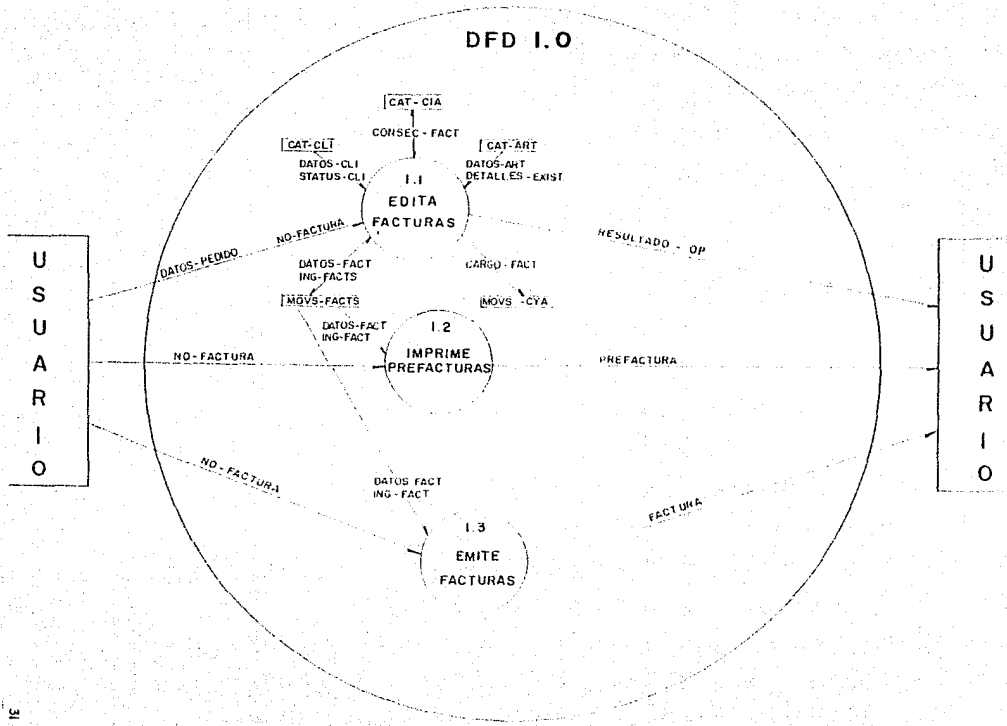 DFD 1.0
CAT-CIA
CONSEC-FACT
CAT-CLI
DATOS-CLI
STATUS-CLI
CAT-ART
DATOS-ART
DETALLES-EXIST.
1.1
EDITA
FACTURAS
DATOS-PEDIDO
NO-FACTURA
RESULTADO-OP
DATOS-FACT
ING-FACTS
CARGO-FACT
MOVS-FACTS
MOVS-CYA
DATOS-FACT
ING-FACT
1.2
IMPRIME
PREFACTURAS
NO-FACTURA
PREFACTURA
NO-FACTURA
DATOS FACT
ING-FACT
FACTURA
1.3
EMITE
FACTURAS
USUARIO
USUARIO
31